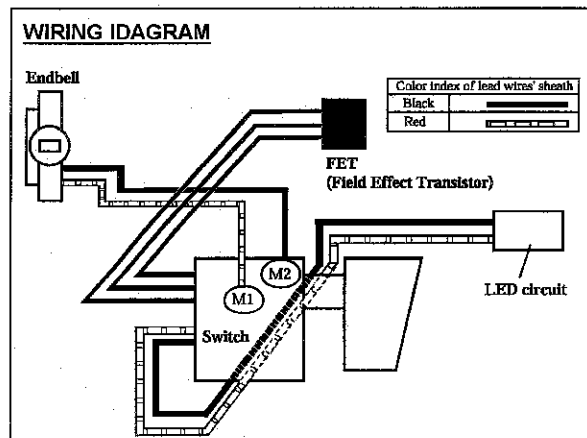 WIRING IDAGRAM
Endbell
Color index of lead wires' sheath
Black
Red
FET
(Field Effect Transistor)
M2
M1
LED circuit
Switch